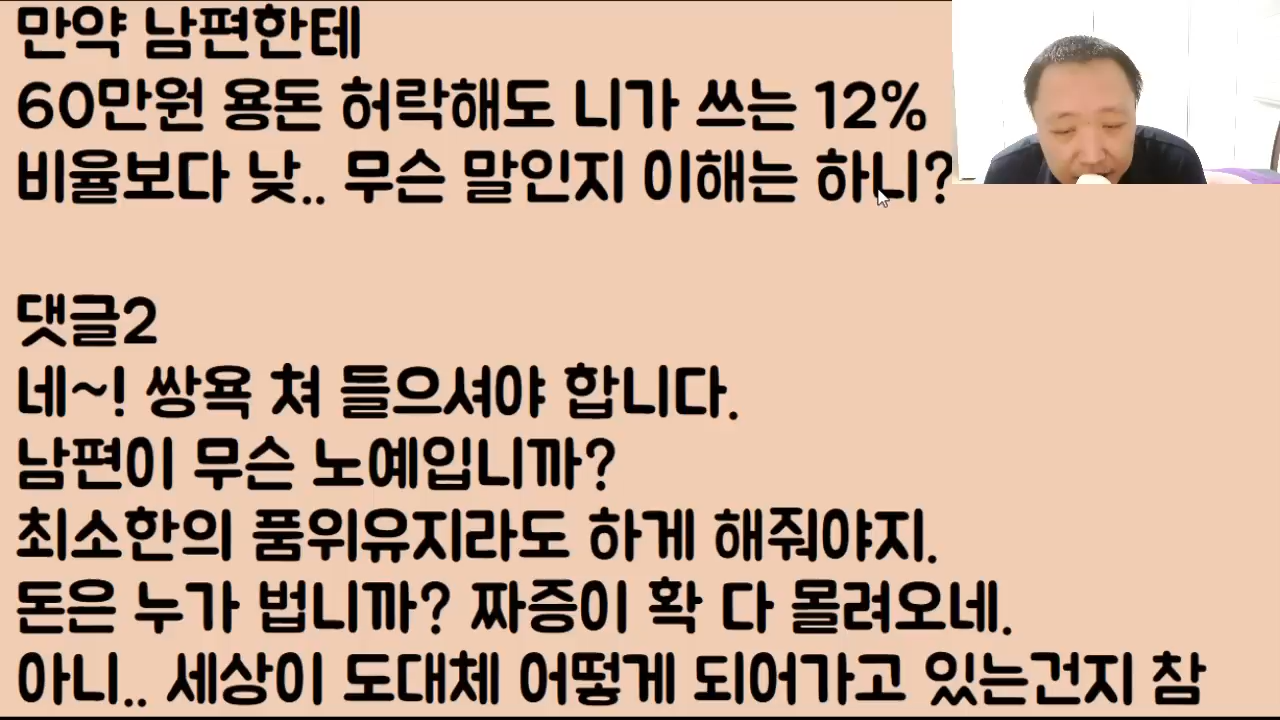 만약 남편한테
60만원 용돈 허락해도 니가 쓰는 12%
비율보다 낮.. 무슨 말인지 이해는 하니?
댓글2
네~! 쌍욕 쳐 들으셔야 합니다.
남편이 무슨 노예입니까?
최소한의 품위유지라도 하게 해줘야지.
돈은 누가 법니까? 짜증이 확 다 몰려오네.
아니.. 세상이 도대체 어떻게 되어가고 있는건지 참